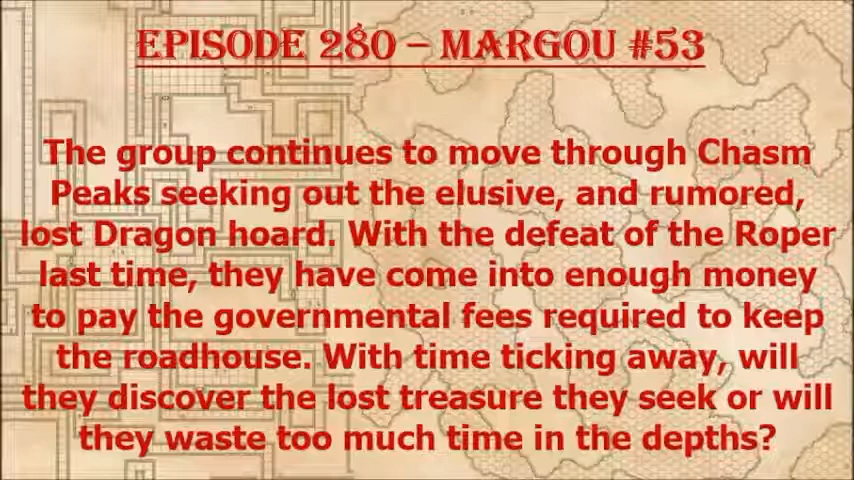 EPISODE 280 – MARGOU #53
The group continues to move through Chasm
Peaks seeking out the elusive, and rumored,
lost Dragon hoard. With the defeat of the Roper
last time, they have come into enough money
to pay the governmental fees required to keep
the roadhouse. With time ticking away, will
they discover the lost treasure they seek or will
they waste too much time in the depths?